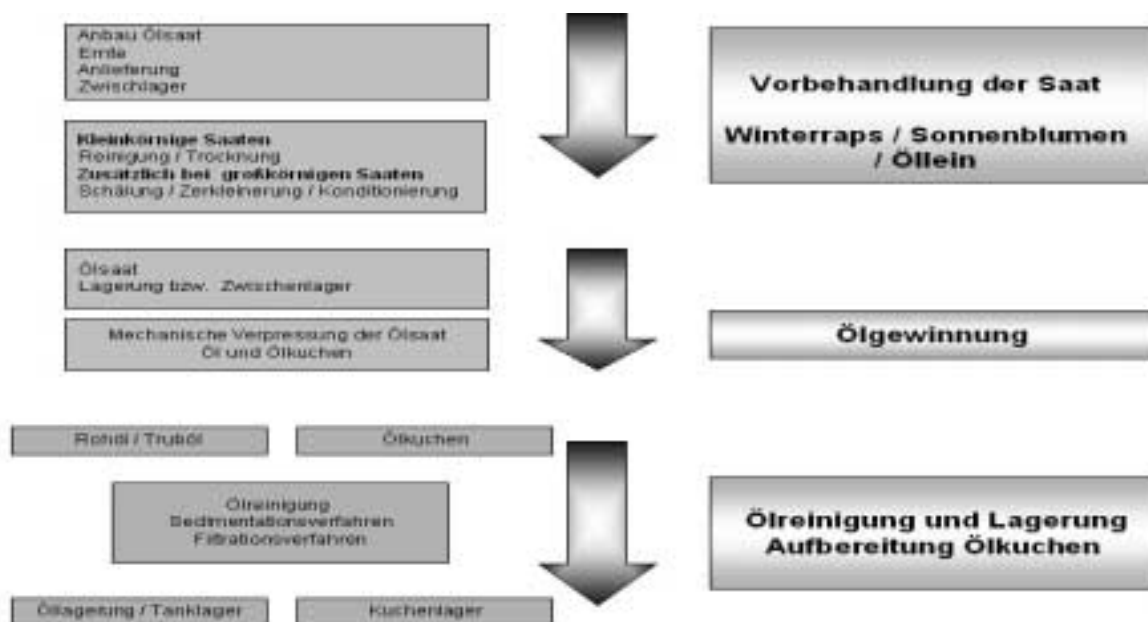 Anbau Ölsaat
Ernte
Anlieferung
Zwischlager
Vorbehandlung der Saat
Winterraps / Sonnenblumen
/ Öllein
Kleinkörnige Saaten
Reinigung / Trocknung
Zusätzlich bei großkörnigen Saaten
Schälung / Zerkleinerung / Konditionierung
Ölsaat
Lagerung bzw. Zwischenlager
Mechanische Verpressung der Ölsaat
Öl und Ölkuchen
Ölgewinnung
Rohöl / Truböl
Ölkuchen
Ölreinigung
Sedimentationsverfahren
Filtrationsverfahren
Ölreinigung und Lagerung
Aufbereitung Ölkuchen
Öllagerung / Tanklager
Kuchenlager